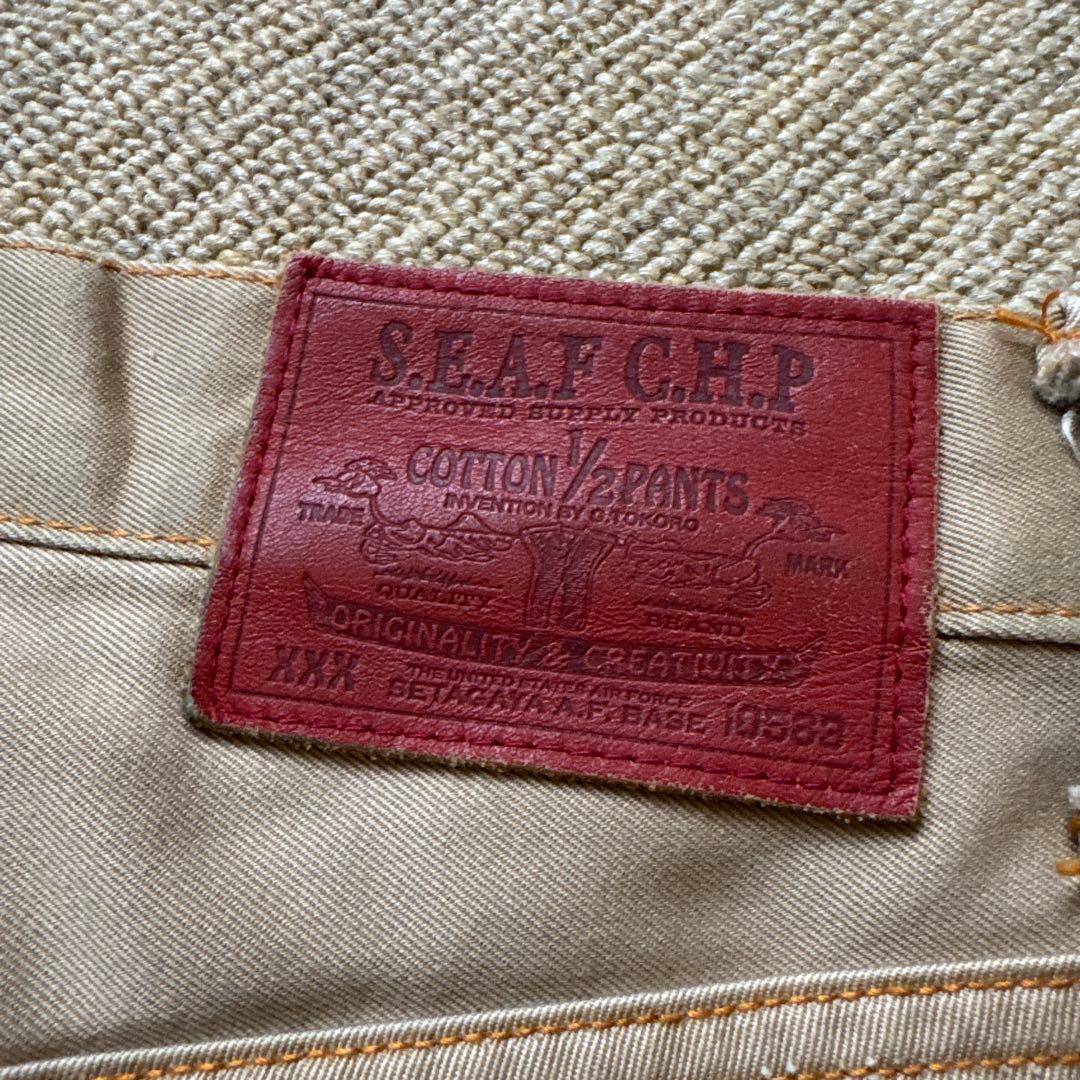 S.E.A.F C.H.P
APPROVED SUPPLY PRODUCTS
COTTON 1/2 PANTS
INVENTION BY G.TOKORO
TRADE MARK
QUALITY BRAND
ORIGINALITY & CREATIVITY
XXX
THE UNITED STATES AIR FORCE
SETAGAYA A.F. BASE 10583